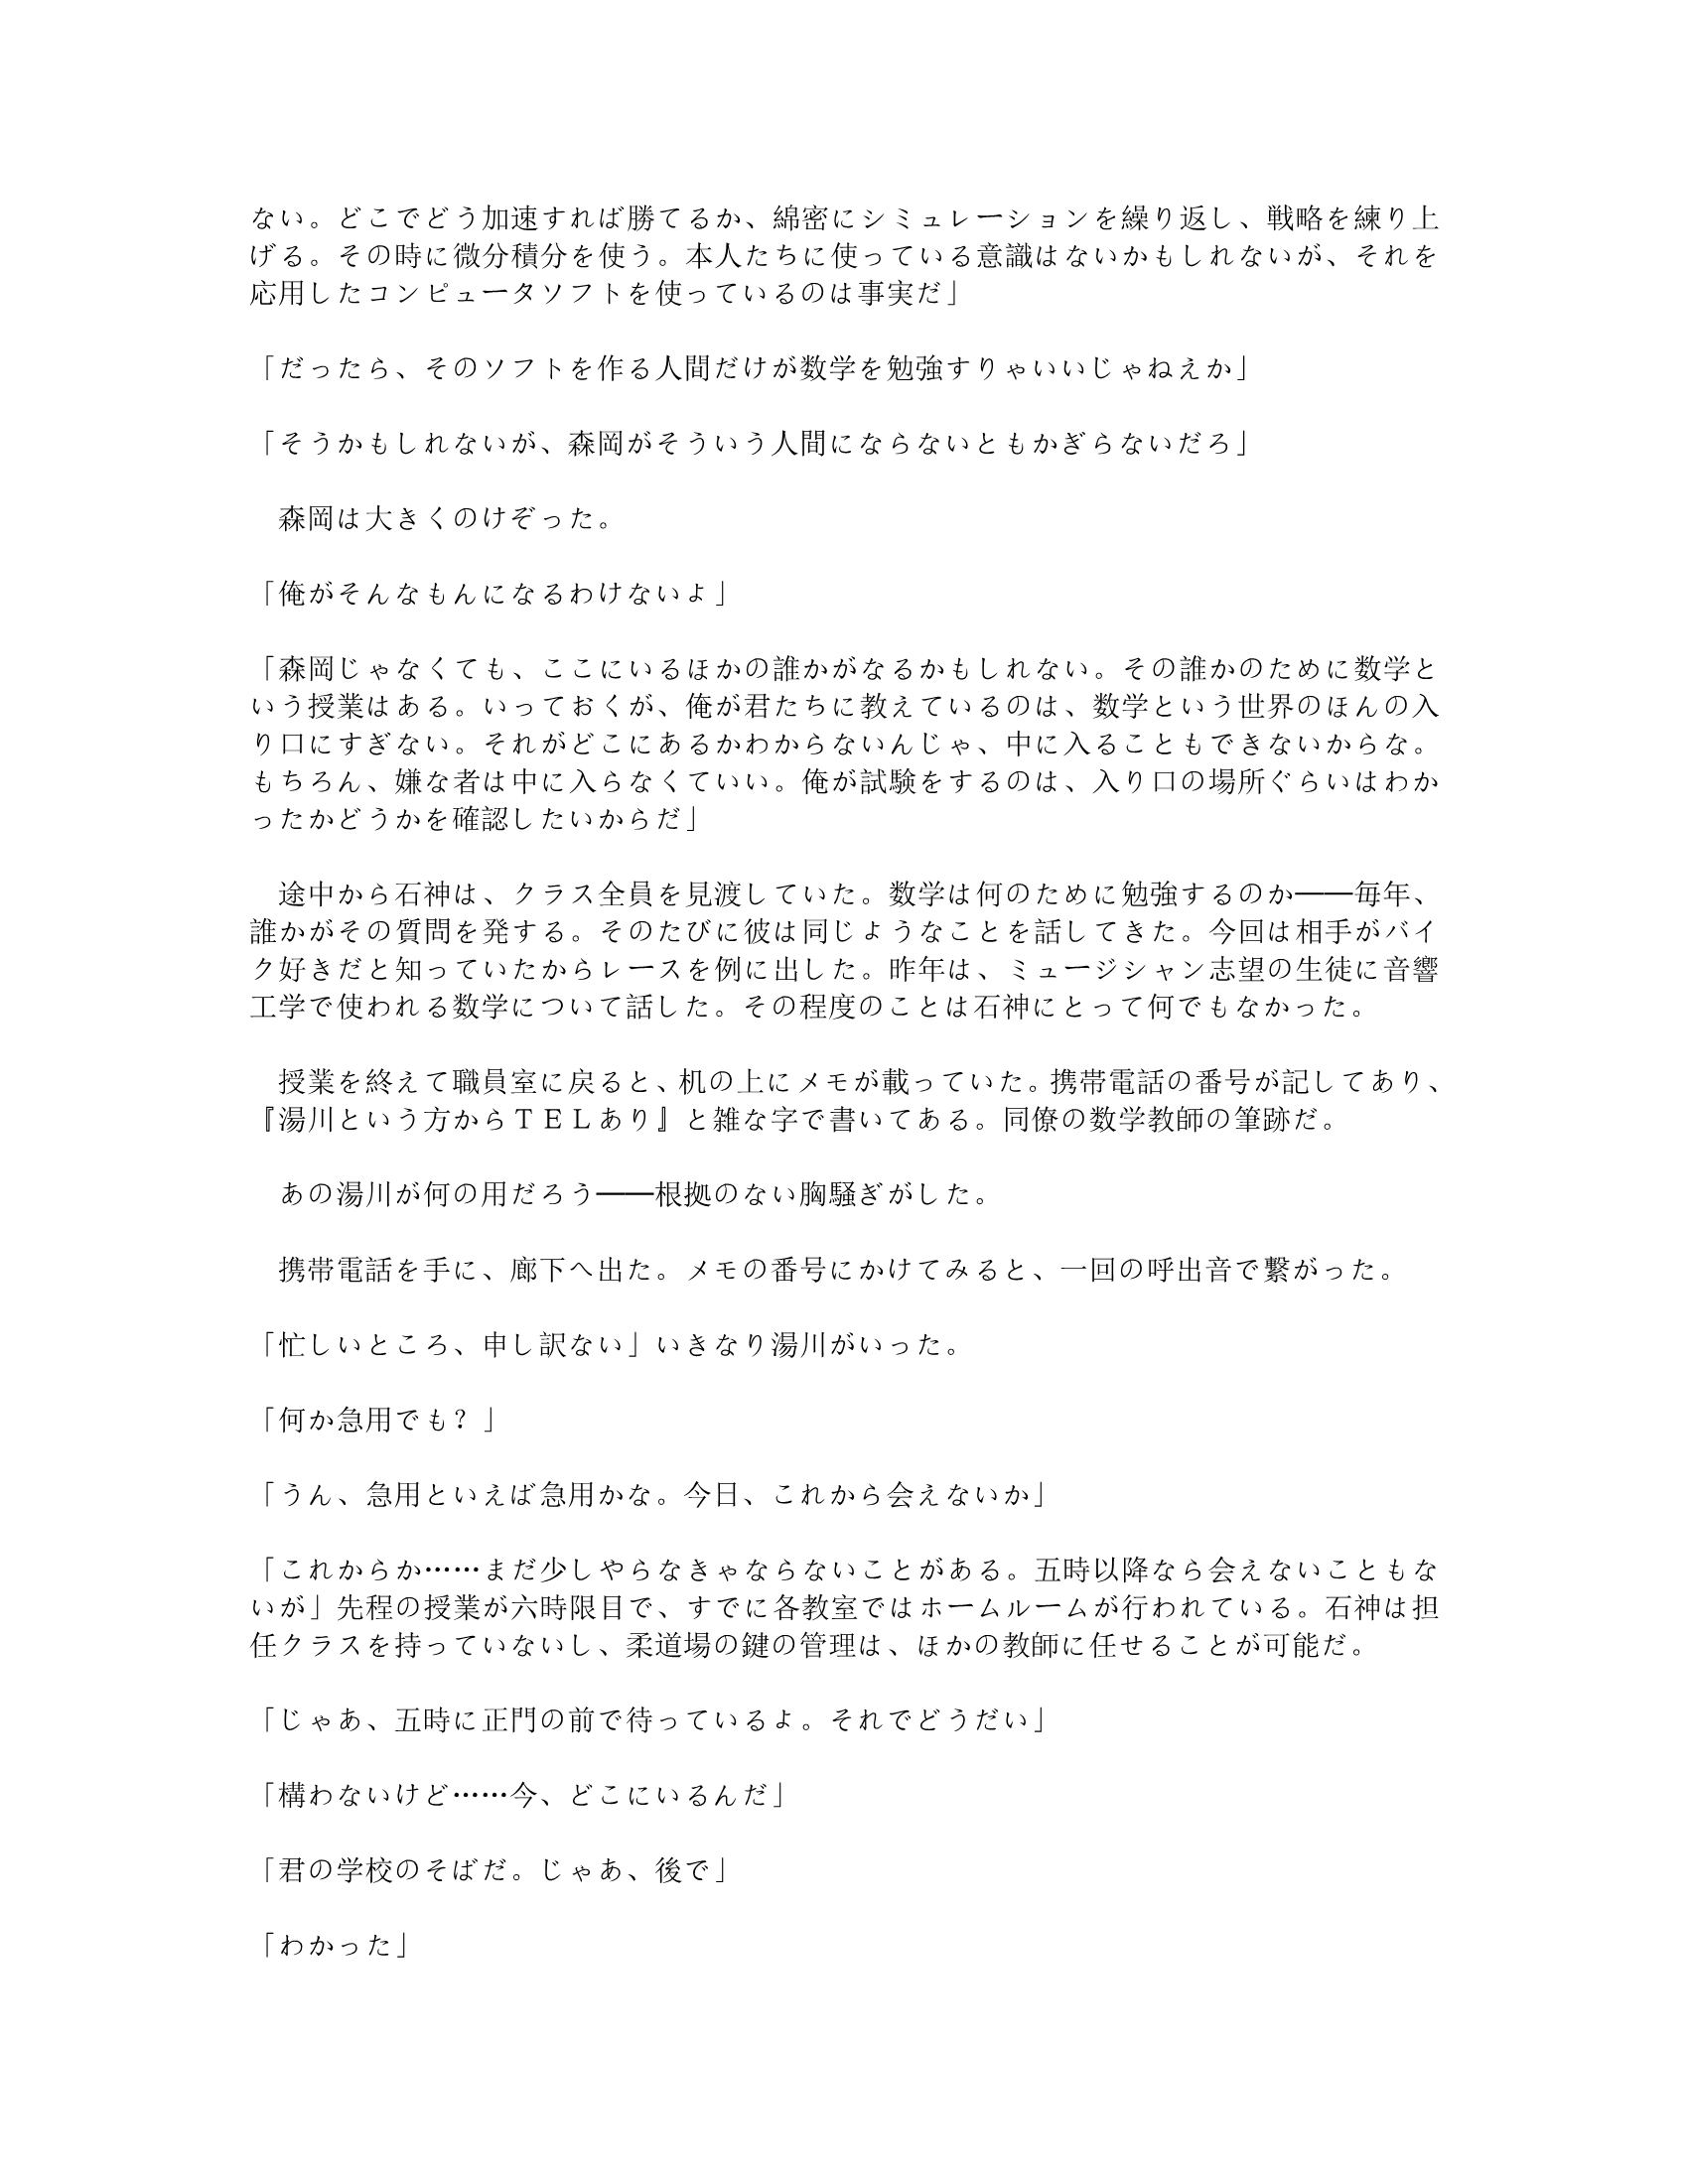 ない。どこでどう加速すれば勝てるか、綿密にシミュレーションを繰り返し、戦略を練り上
げる。その時に微分積分を使う。本人たちに使っている意識はないかもしれないが、それを
応用したコンピュータソフトを使っているのは事実だ」
「だったら、そのソフトを作る人間だけが数学を勉強すりゃいいじゃねえか」
「そうかもしれないが、森岡がそういう人間にならないともかぎらないだろ」
　森岡は大きくのけぞった。
「俺がそんなもんになるわけないよ」
「森岡じゃなくても、ここにいるほかの誰かがなるかもしれない。その誰かのために数学と
いう授業はある。いっておくが、俺が君たちに教えているのは、数学という世界のほんの入
り口にすぎない。それがどこにあるかわからないんじゃ、中に入ることもできないからな。
もちろん、嫌な者は中に入らなくていい。俺が試験をするのは、入り口の場所ぐらいはわか
ったかどうかを確認したいからだ」
　途中から石神は、クラス全員を見渡していた。数学は何のために勉強するのか――毎年、
誰かがその質問を発する。そのたびに彼は同じようなことを話してきた。今回は相手がバイ
ク好きだと知っていたからレースを例に出した。昨年は、ミュージシャン志望の生徒に音響
工学で使われる数学について話した。その程度のことは石神にとって何でもなかった。
　授業を終えて職員室に戻ると、机の上にメモが載っていた。携帯電話の番号が記してあり、
『湯川という方からＴＥＬあり』と雑な字で書いてある。同僚の数学教師の筆跡だ。
　あの湯川が何の用だろう――根拠のない胸騒ぎがした。
　携帯電話を手に、廊下へ出た。メモの番号にかけてみると、一回の呼出音で繋がった。
「忙しいところ、申し訳ない」いきなり湯川がいった。
「何か急用でも？」
「うん、急用といえば急用かな。今日、これから会えないか」
「これからか……まだ少しやらなきゃならないことがある。五時以降なら会えないこともな
いが」先程の授業が六時限目で、すでに各教室ではホームルームが行われている。石神は担
任クラスを持っていないし、柔道場の鍵の管理は、ほかの教師に任せることが可能だ。
「じゃあ、五時に正門の前で待っているよ。それでどうだい」
「構わないけど……今、どこにいるんだ」
「君の学校のそばだ。じゃあ、後で」
「わかった」